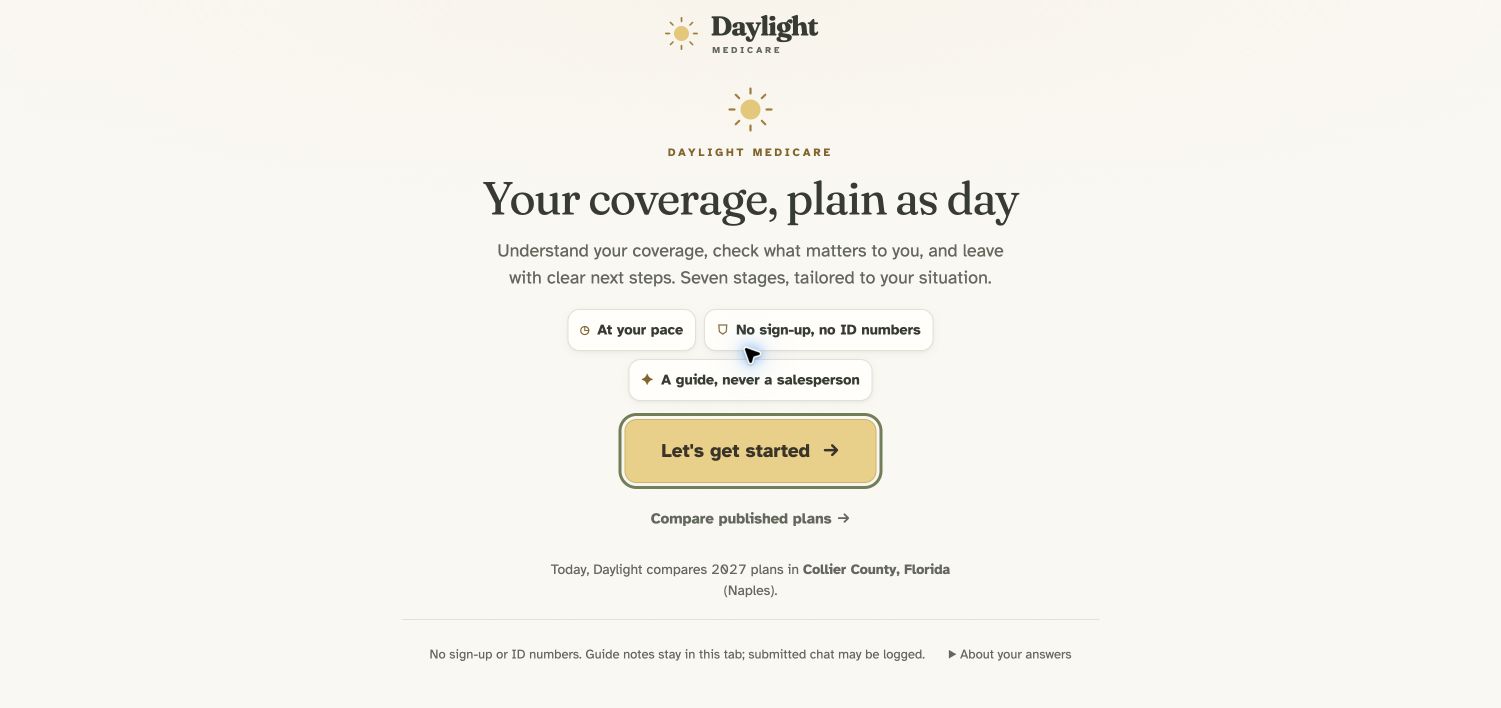 Daylight
MEDICARE
DAYLIGHT MEDICARE
Your coverage, plain as day
Understand your coverage, check what matters to you, and leave
with clear next steps. Seven stages, tailored to your situation.
At your pace
No sign-up, no ID numbers
A guide, never a salesperson
Let's get started →
Compare published plans →
Today, Daylight compares 2027 plans in Collier County, Florida
(Naples).
No sign-up or ID numbers. Guide notes stay in this tab; submitted chat may be logged.
About your answers